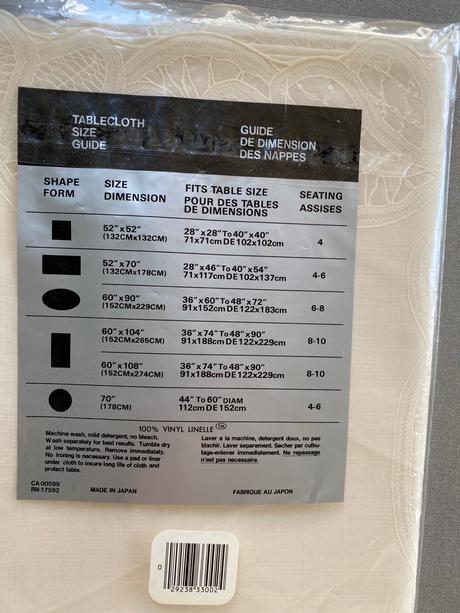 TABLECLOTH
SIZE
GUIDE
GUIDE
DE DIMENSION
DES NAPPES
SHAPE
FORM
SIZE
DIMENSION
FITS TABLE SIZE
POUR DES TABLES
DE DIMENSIONS
SEATING
ASSISES
52"x52"
(132CMx132CM)
28"x28"To 40"x40"
71x71cm DE 102x102cm
4
52"x70"
(132CMx178CM)
28"x46"To 40"x54"
71x117cm DE 102x137cm
4-6
60"x90"
(152CMx229CM)
36"x60"To 48"x72"
91x152cm DE 122x183cm
6-8
60"x104"
(152CMx265CM)
36"x74"To 48"x90"
91x188cm DE 122x229cm
8-10
60"x108"
(152CMx274CM)
36"x74"To 48"x90"
91x188cm DE 122x229cm
8-10
70"
(178CM)
44" To 60" DIAM
112cm DE 152cm
4-6
100% VINYL LINELLE TM
Machine wash, mild detergent, no bleach.
Wash separately for best results. Tumble dry
at low temperature. Remove immediately.
No ironing is necessary. Use a pad or liner
under cloth to insure long life of cloth and
protect table.
Laver a la machine, detergent doux, no pas
blachir. Laver separement. Secher par culbu-
tage-enlever immediatement. Ne repassage
n'est pas necessaire.
CA 00599
RN 17592
MADE IN JAPAN
FABRIQUE AU JAPON
0
29238 33002